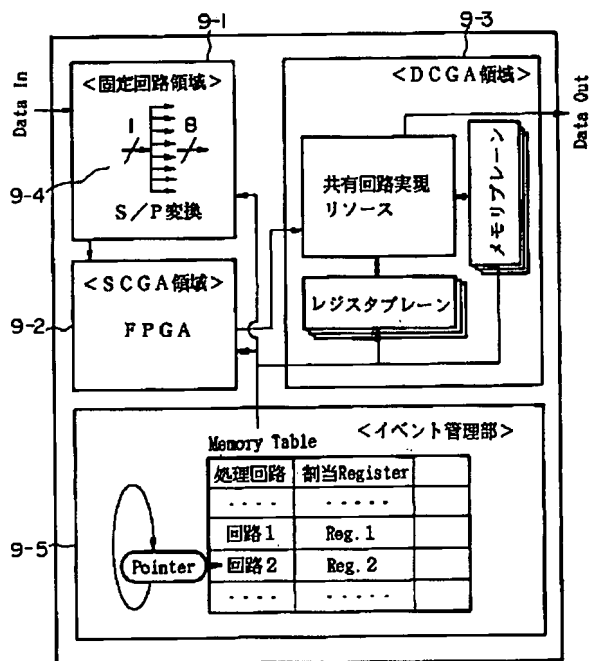 9-1
9-3
<固定回路領域>
1
8
S/P変換
Data In
9-4
<DCGA領域>
共有回路実現
リソース
メモリプレーン
レジスタプレーン
Data Out
<SCGA領域>
FPGA
9-2
<イベント管理部>
Memory Table
処理回路 割当Register
．．．． ．．．．．
回路1 Reg.1
回路2 Reg.2
．．．． ．．．．．
Pointer
9-5